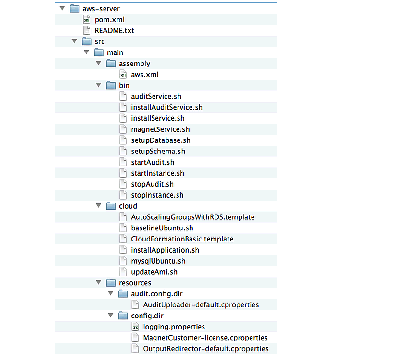 aws-server
pom.xml
README.txt
src
main
assembly
aws.xml
bin
auditService.sh
installAuditService.sh
installService.sh
magnetService.sh
setupDatabase.sh
setupSchema.sh
startAudit.sh
startInstance.sh
stopAudit.sh
stopInstance.sh
cloud
AutoScalingGroupsWithRDS.template
baselineUbuntu.sh
CloudFormationBasic.template
installApplication.sh
mysqlUbuntu.sh
updateAmi.sh
resources
audit.config.dir
AuditUploader-default.cproperties
config.dir
logging.properties
MagnetCustomer-license.cproperties
OutputRedirector-default.cproperties